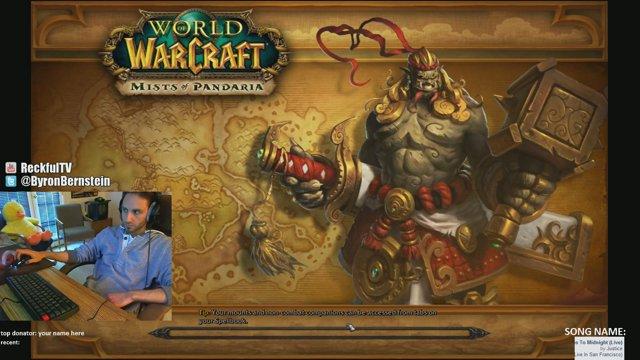 WORLD
OF
WARCRAFT
MISTS OF PANDARIA
ReckfulTV
@ByronBernstein
Tip: Your mounts and non-combat companions can be accessed from tabs on
your Spellbook.
top donator: your name here
recent:
SONG NAME:
To Midnight (Live)
by Justice
Live In San Francisco)